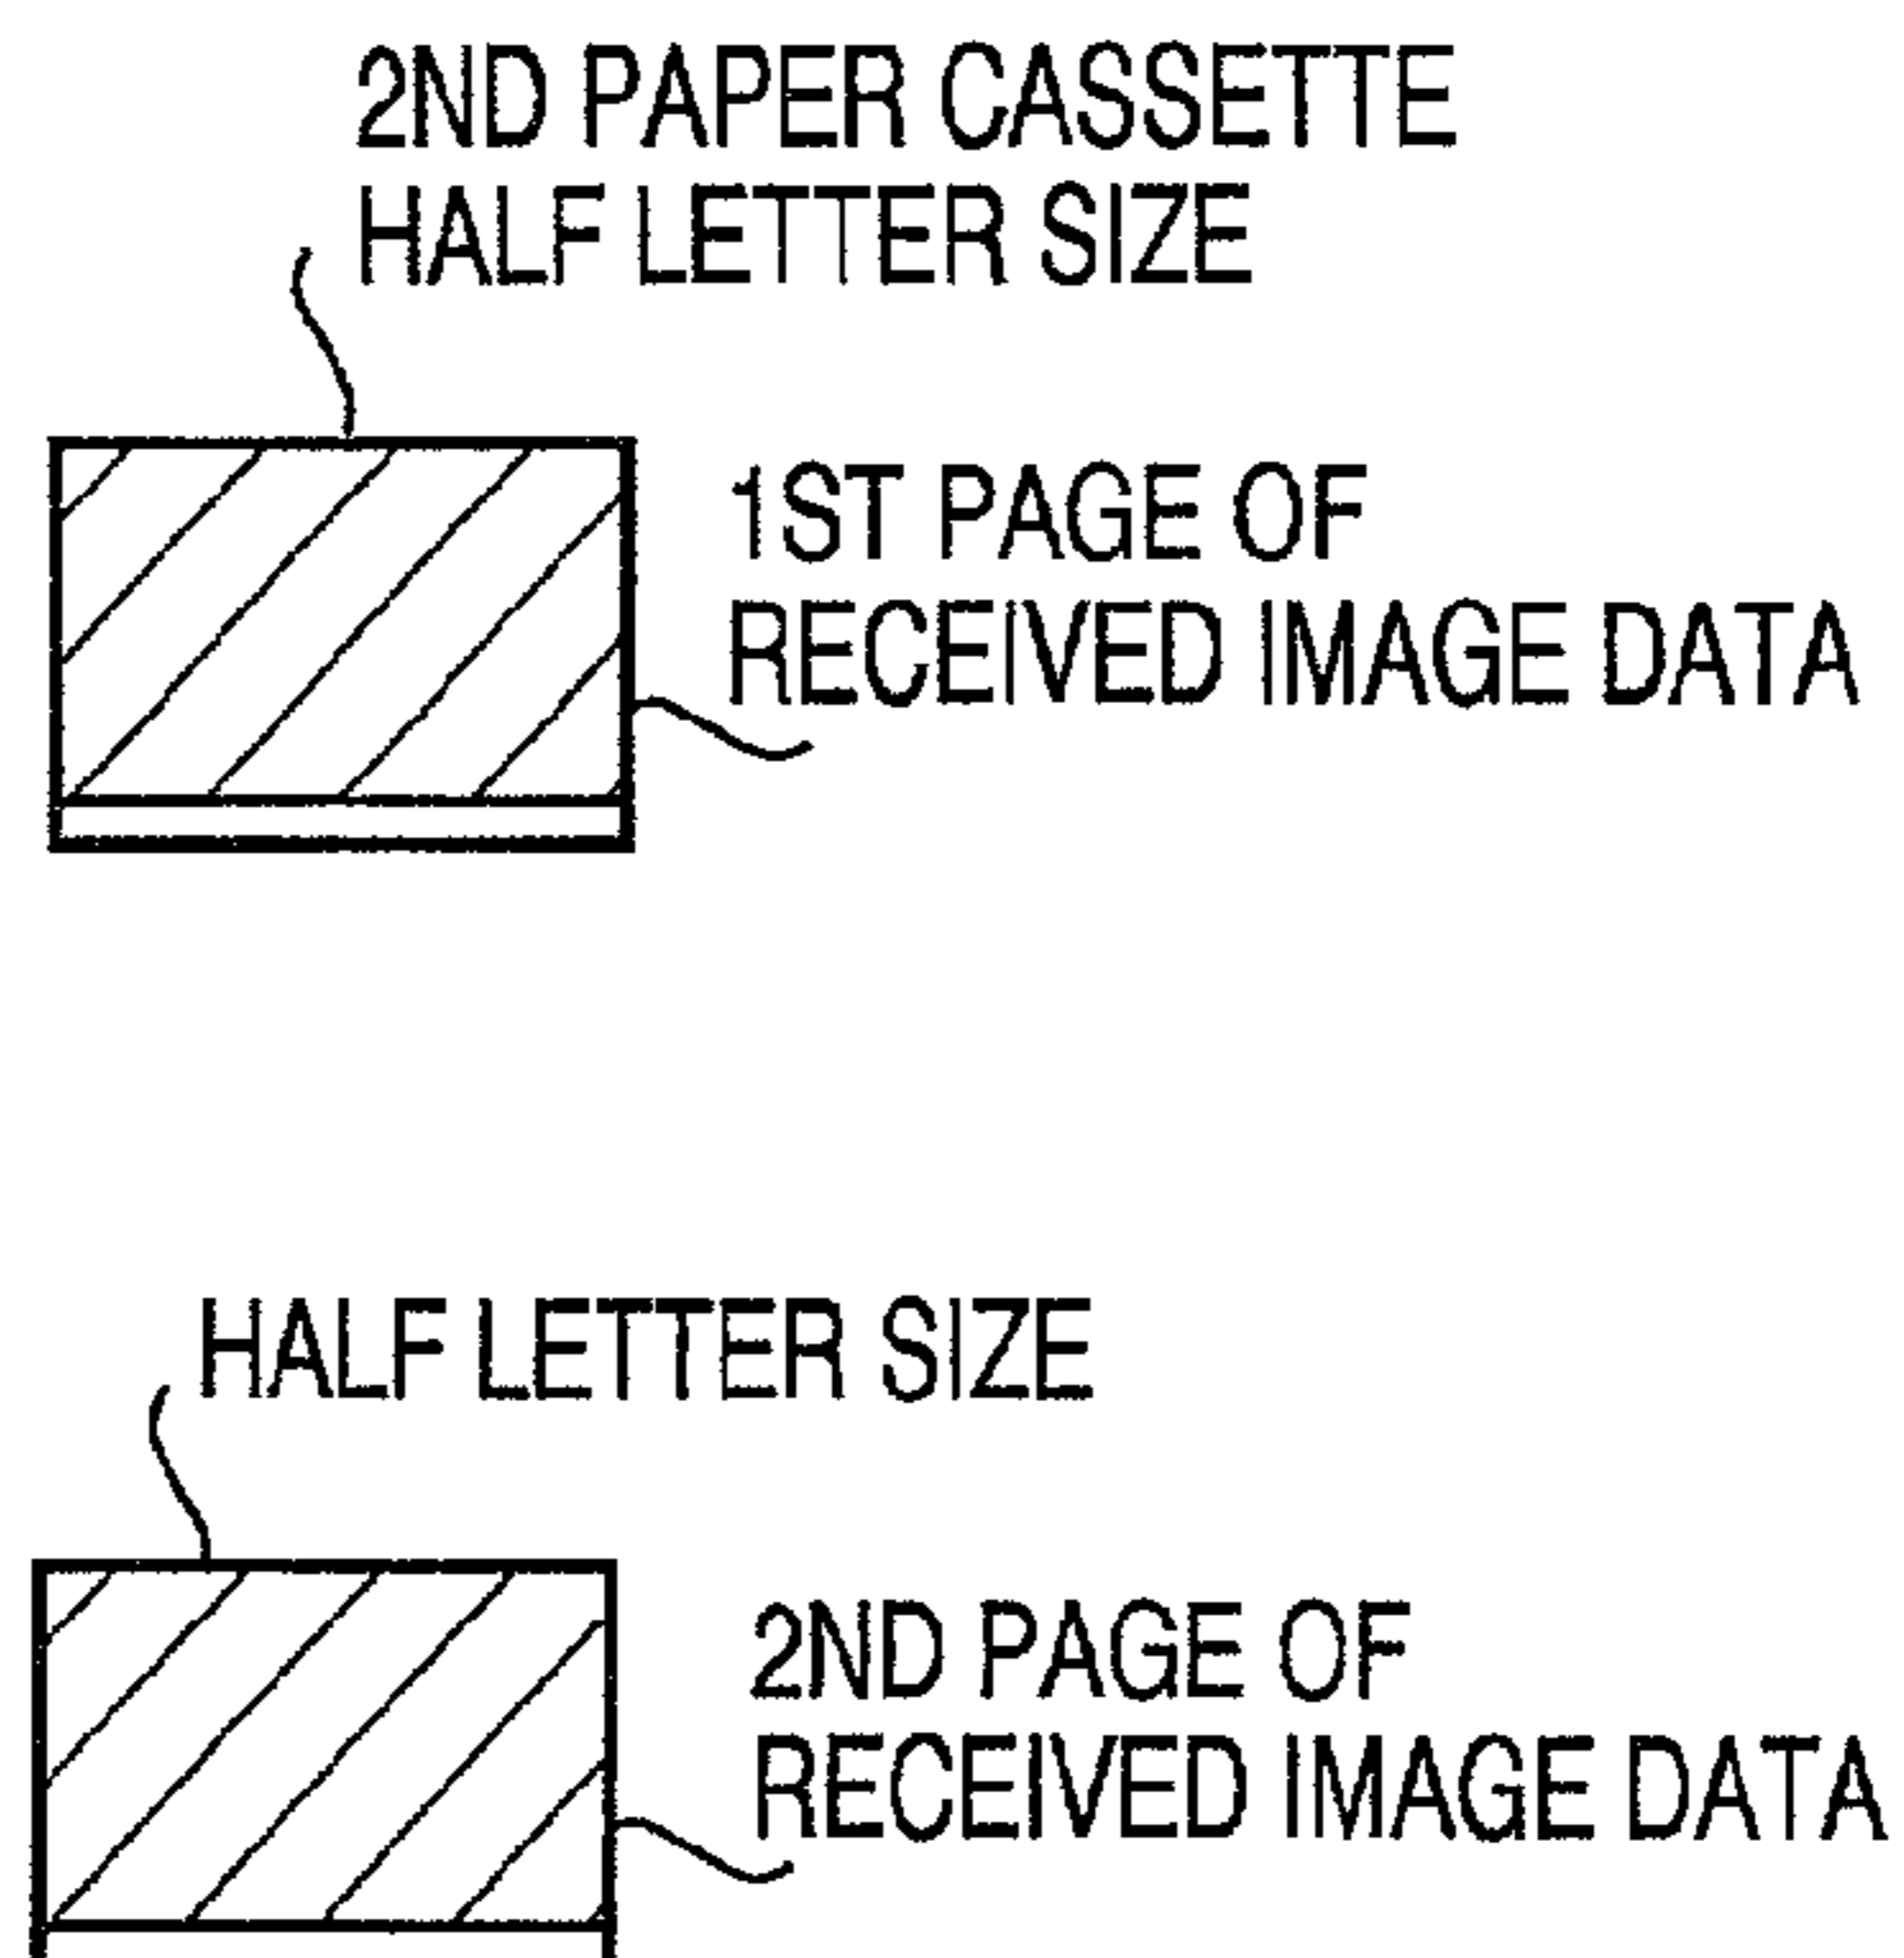 2ND PAPER CASSETTE
HALF LETTER SIZE
1ST PAGE OF
RECEIVED IMAGE DATA
HALF LETTER SIZE
2ND PAGE OF
RECEIVED IMAGE DATA